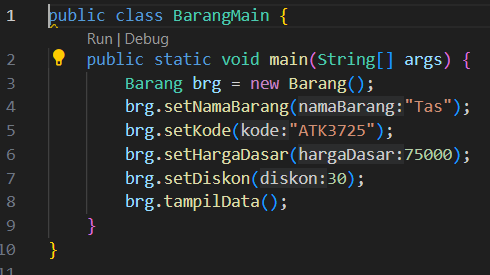 1 public class BarangMain {
Run | Debug
2 public static void main(String[] args) {
3 Barang brg = new Barang();
4 brg.setNamaBarang(namaBarang:"Tas");
5 brg.setKode(kode:"ATK3725");
6 brg.setHargaDasar(hargaDasar:75000);
7 brg.setDiskon(diskon:30);
8 brg.tampilData();
9 }
10 }
11